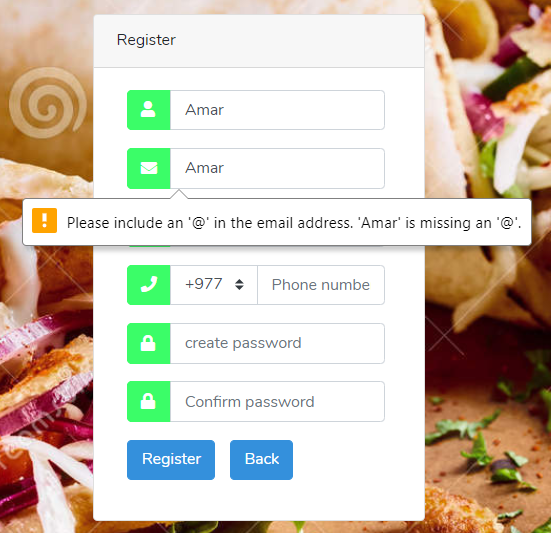 Register
Amar
Amar
Please include an '@' in the email address. 'Amar' is missing an '@'.
+977 Phone numbe
create password
Confirm password
Register Back